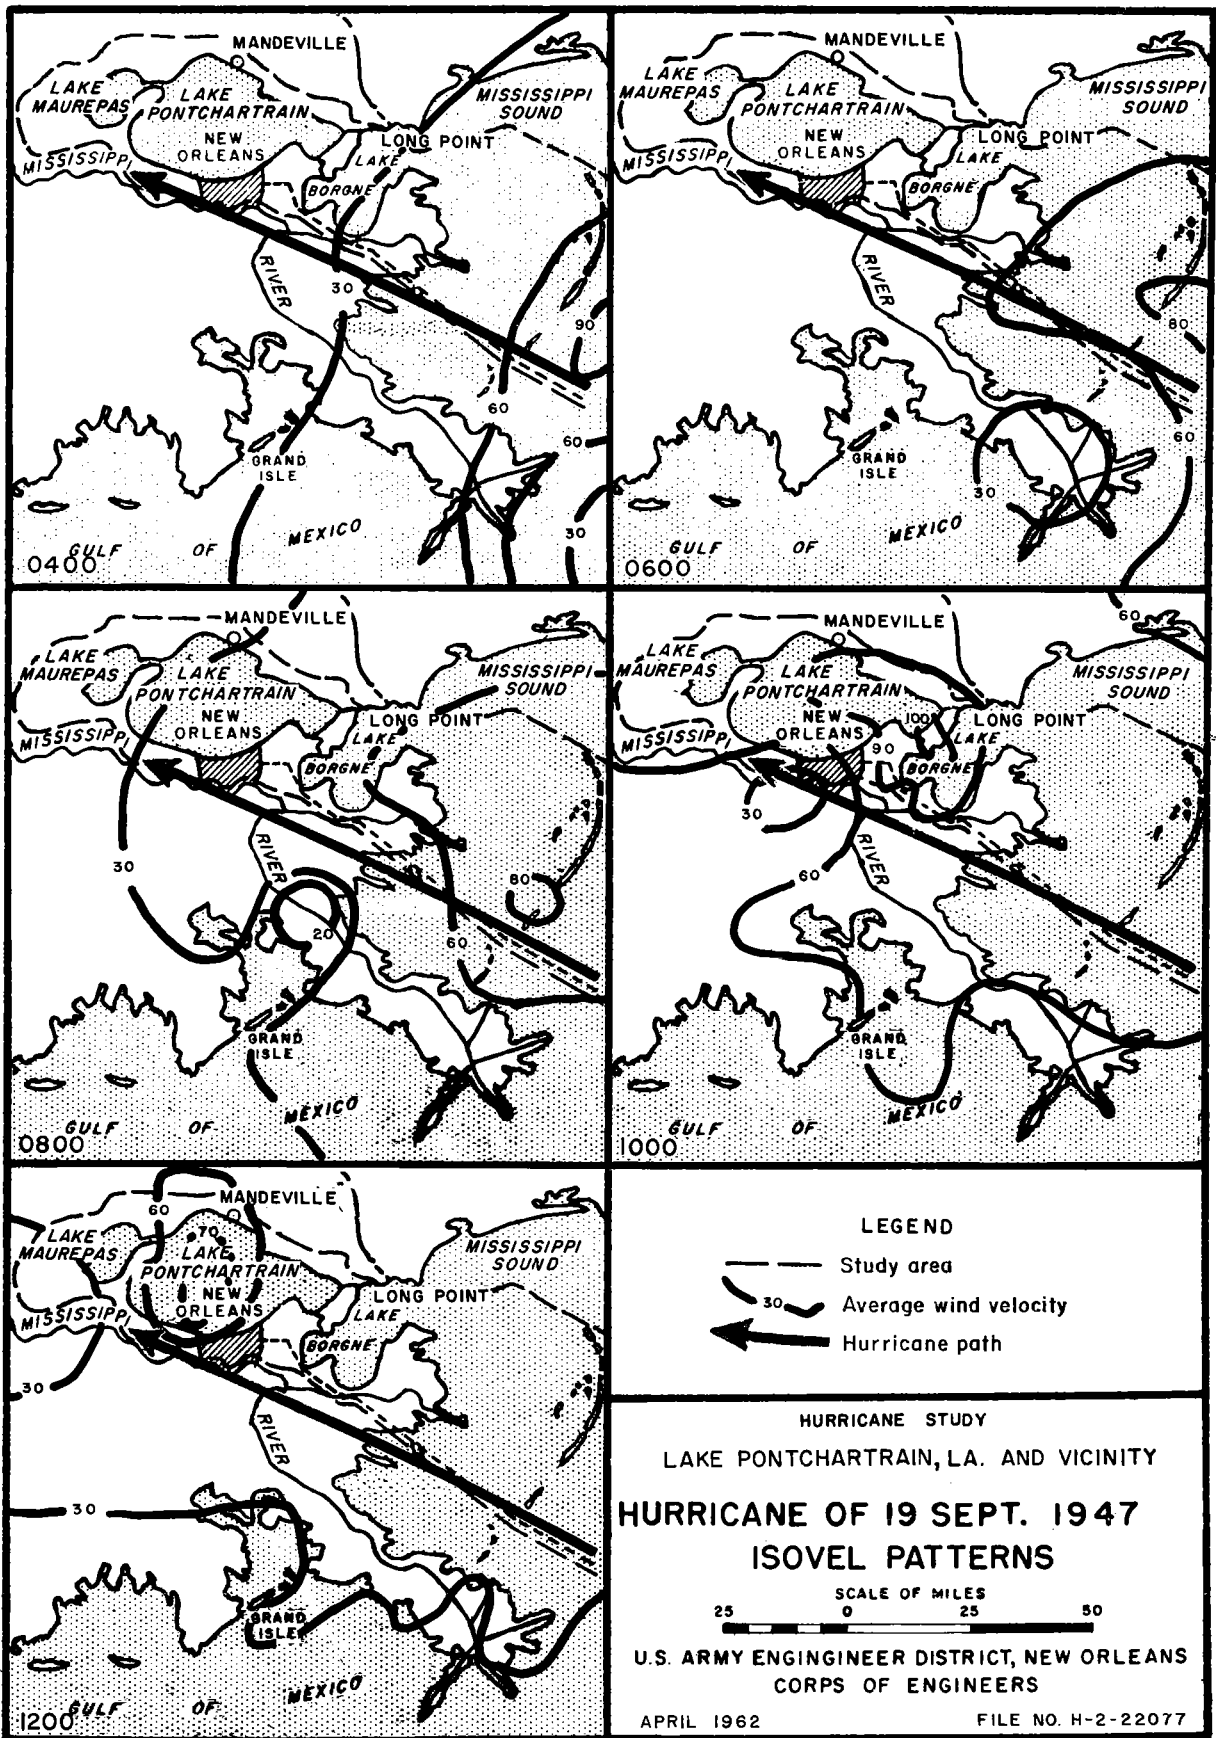 MANDEVILLE
LAKE
MAUREPAS
LAKE
PONTCHARTRAIN
MISSISSIPPI
SOUND
NEW
ORLEANS
LONG POINT
MISSISSIPPI
LAKE
BORGNE
RIVER
30
90
60
60
GRAND
ISLE
30
GULF OF MEXICO
0400
MANDEVILLE
LAKE
MAUREPAS
LAKE
PONTCHARTRAIN
MISSISSIPPI
SOUND
NEW
ORLEANS
LONG POINT
MISSISSIPPI
LAKE
BORGNE
RIVER
80
60
GRAND
ISLE
30
GULF OF MEXICO
0600
MANDEVILLE
LAKE
MAUREPAS
LAKE
PONTCHARTRAIN
MISSISSIPPI
SOUND
NEW
ORLEANS
LONG POINT
MISSISSIPPI
LAKE
BORGNE
30
RIVER
80
20
60
GRAND
ISLE
GULF OF MEXICO
0800
60
MANDEVILLE
LAKE
MAUREPAS
LAKE
PONTCHARTRAIN
MISSISSIPPI
SOUND
NEW
ORLEANS
100
LONG POINT
MISSISSIPPI
90
LAKE
BORGNE
30
RIVER
60
GRAND
ISLE
GULF OF MEXICO
1000
MANDEVILLE
60
70
LAKE
MAUREPAS
LAKE
PONTCHARTRAIN
MISSISSIPPI
SOUND
NEW
ORLEANS
LONG POINT
MISSISSIPPI
LAKE
BORGNE
30
RIVER
30
GRAND
ISLE
GULF OF MEXICO
1200
LEGEND
Study area
30 Average wind velocity
Hurricane path
HURRICANE STUDY
LAKE PONTCHARTRAIN, LA. AND VICINITY
HURRICANE OF 19 SEPT. 1947
ISOVEL PATTERNS
SCALE OF MILES
25 0 25 50
U.S. ARMY ENGINGINEER DISTRICT, NEW ORLEANS
CORPS OF ENGINEERS
APRIL 1962 FILE NO. H-2-22077